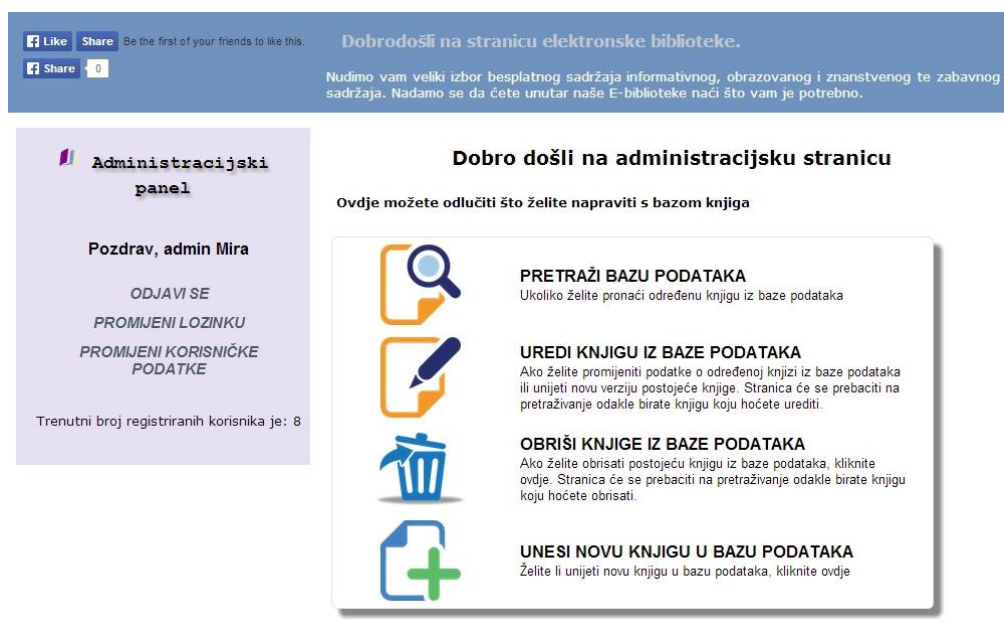 Like Share Be the first of your friends to like this.
Share 0
Dobrodošli na stranicu elektronske biblioteke.
Nudimo vam veliki izbor besplatnog sadržaja informativnog, obrazovanog i znanstvenog te zabavnog
sadržaja. Nadamo se da ćete unutar naše E-biblioteke naći što vam je potrebno.
Administracijski
panel
Pozdrav, admin Mira
ODJAVI SE
PROMIJENI LOZINKU
PROMIJENI KORISNIČKE
PODATKE
Trenutni broj registriranih korisnika je: 8
Dobro došli na administracijsku stranicu
Ovdje možete odlučiti što želite napraviti s bazom knjiga
PRETRAŽI BAZU PODATAKA
Ukoliko želite pronaći određenu knjigu iz baze podataka
UREDI KNJIGU IZ BAZE PODATAKA
Ako želite promijeniti podatke o određenoj knjizi iz baze podataka
ili unijeti novu verziju postojeće knjige. Stranica će se prebaciti na
pretraživanje odakle birate knjigu koju hoćete urediti.
OBRIŠI KNJIGE IZ BAZE PODATAKA
Ako želite obrisati postojeću knjigu iz baze podataka, kliknite
ovdje. Stranica će se prebaciti na pretraživanje odakle birate knjigu
koju hoćete obrisati.
UNESI NOVU KNJIGU U BAZU PODATAKA
Želite li unijeti novu knjigu u bazu podataka, kliknite ovdje